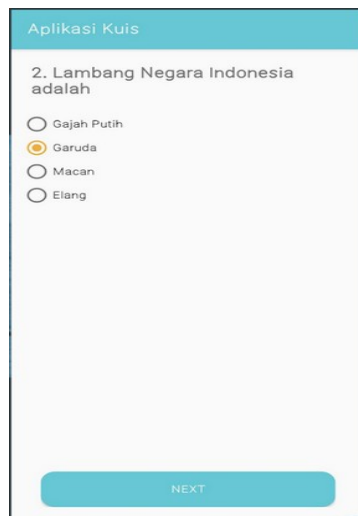 Aplikasi Kuis
2. Lambang Negara Indonesia
adalah
Gajah Putih
Garuda
Macan
Elang
NEXT